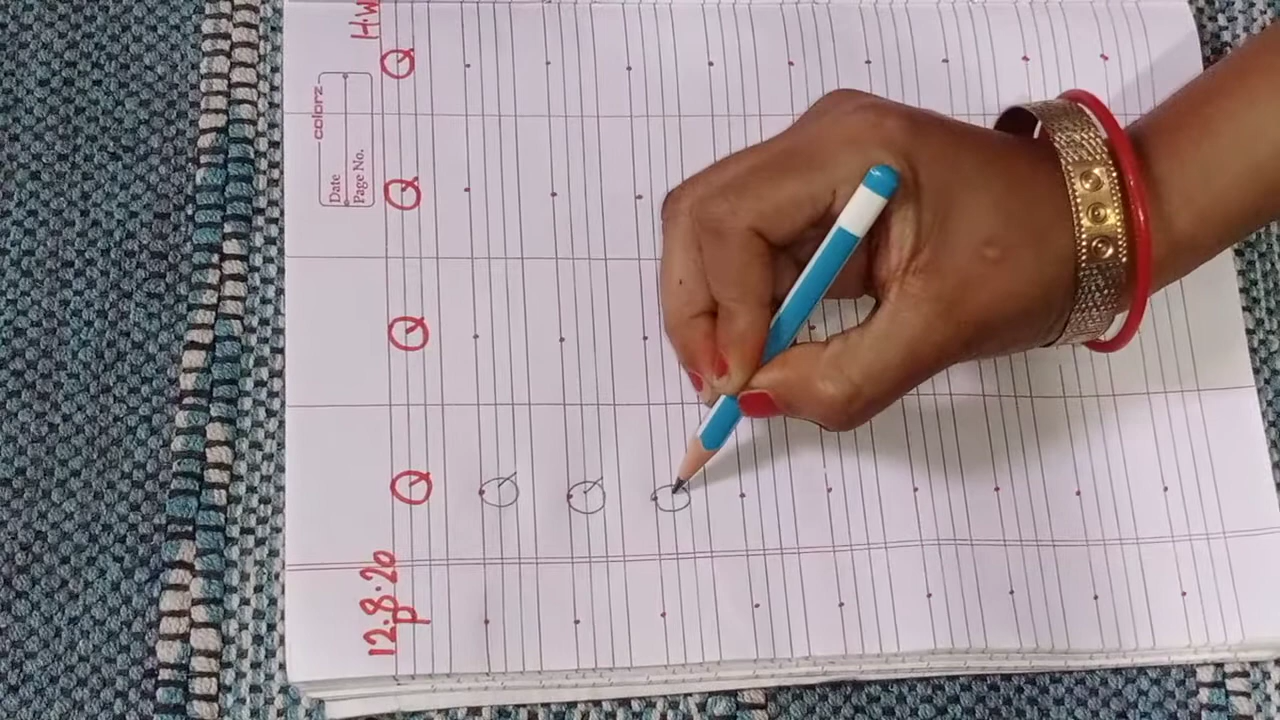 colorz
Date
Page No.
12.8.20 H.W
P Q Q Q Q
Q
Q